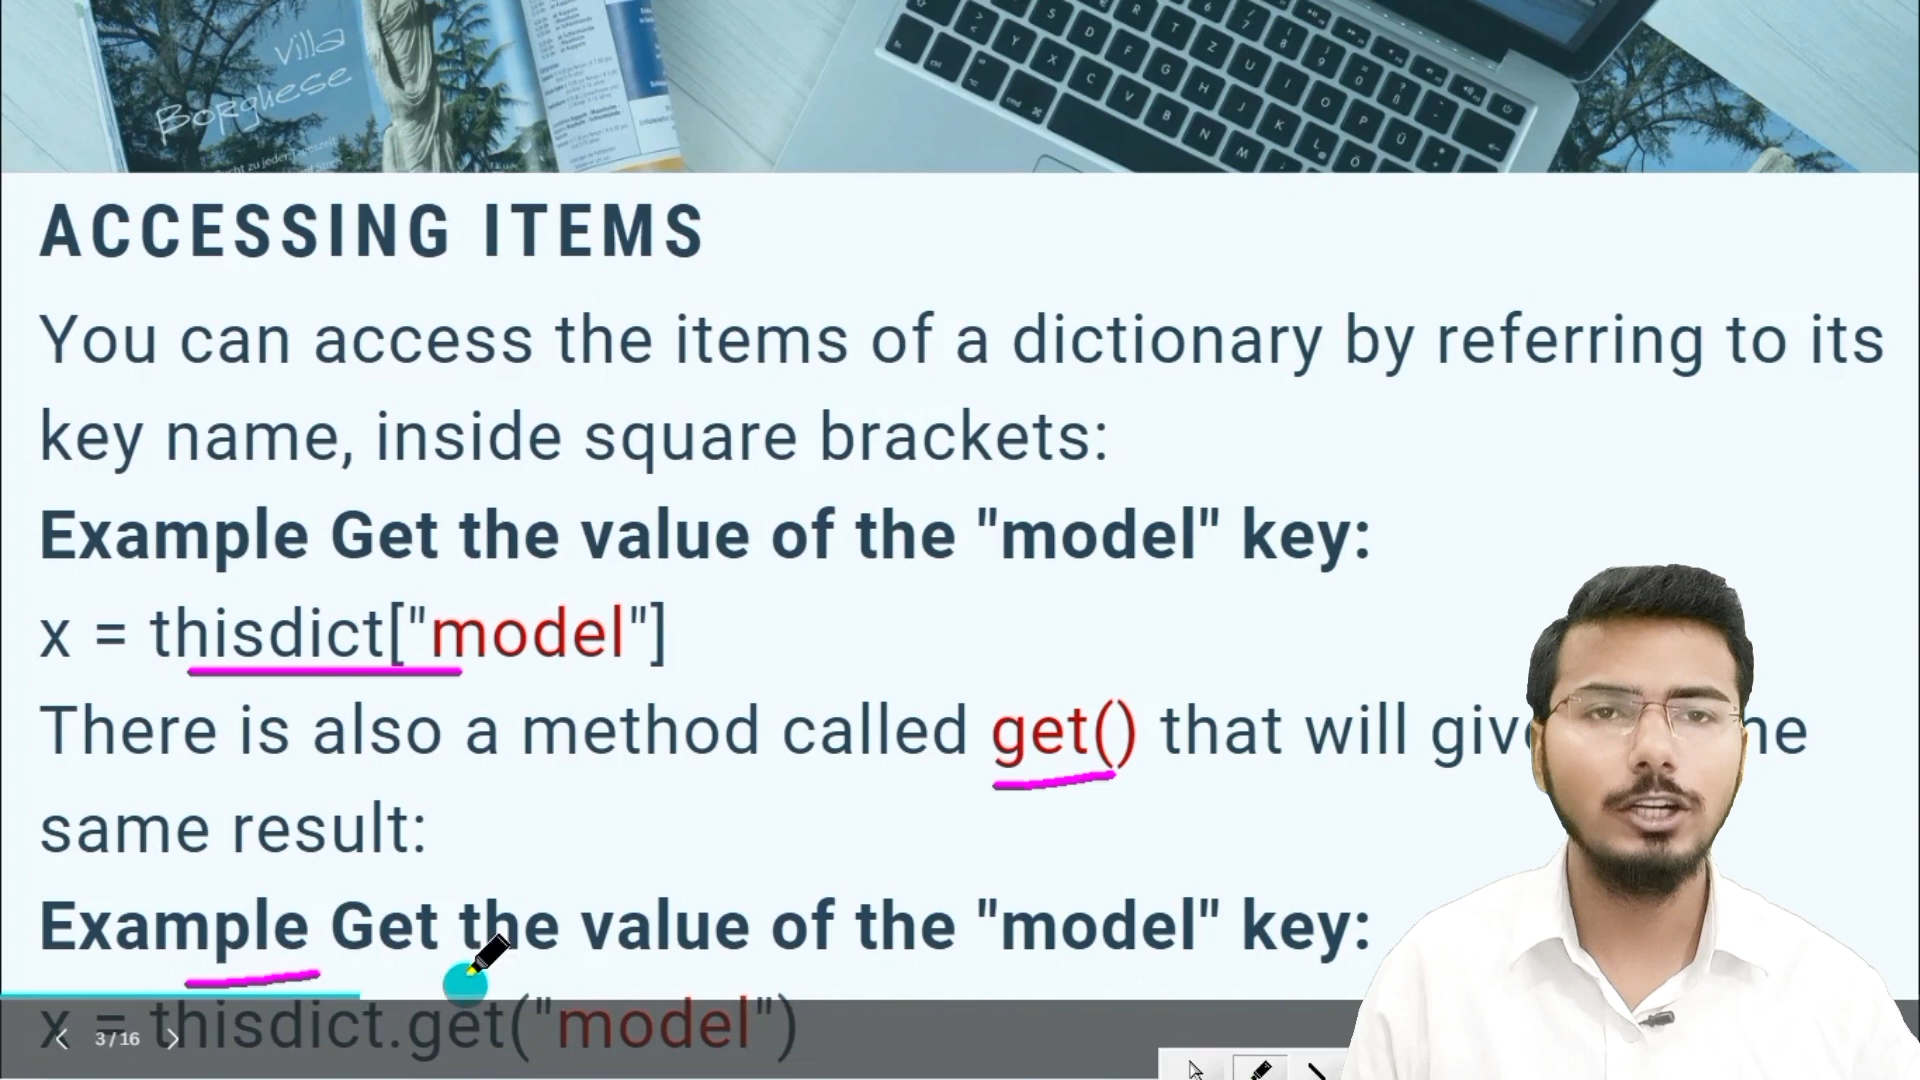 Villa
Borghese
ACCESSING ITEMS
You can access the items of a dictionary by referring to its
key name, inside square brackets:
Example Get the value of the "model" key:
x = thisdict["model"]
There is also a method called get() that will
same result:
Example Get the value of the "model" key:
x = thisdict.get("model")
3/16